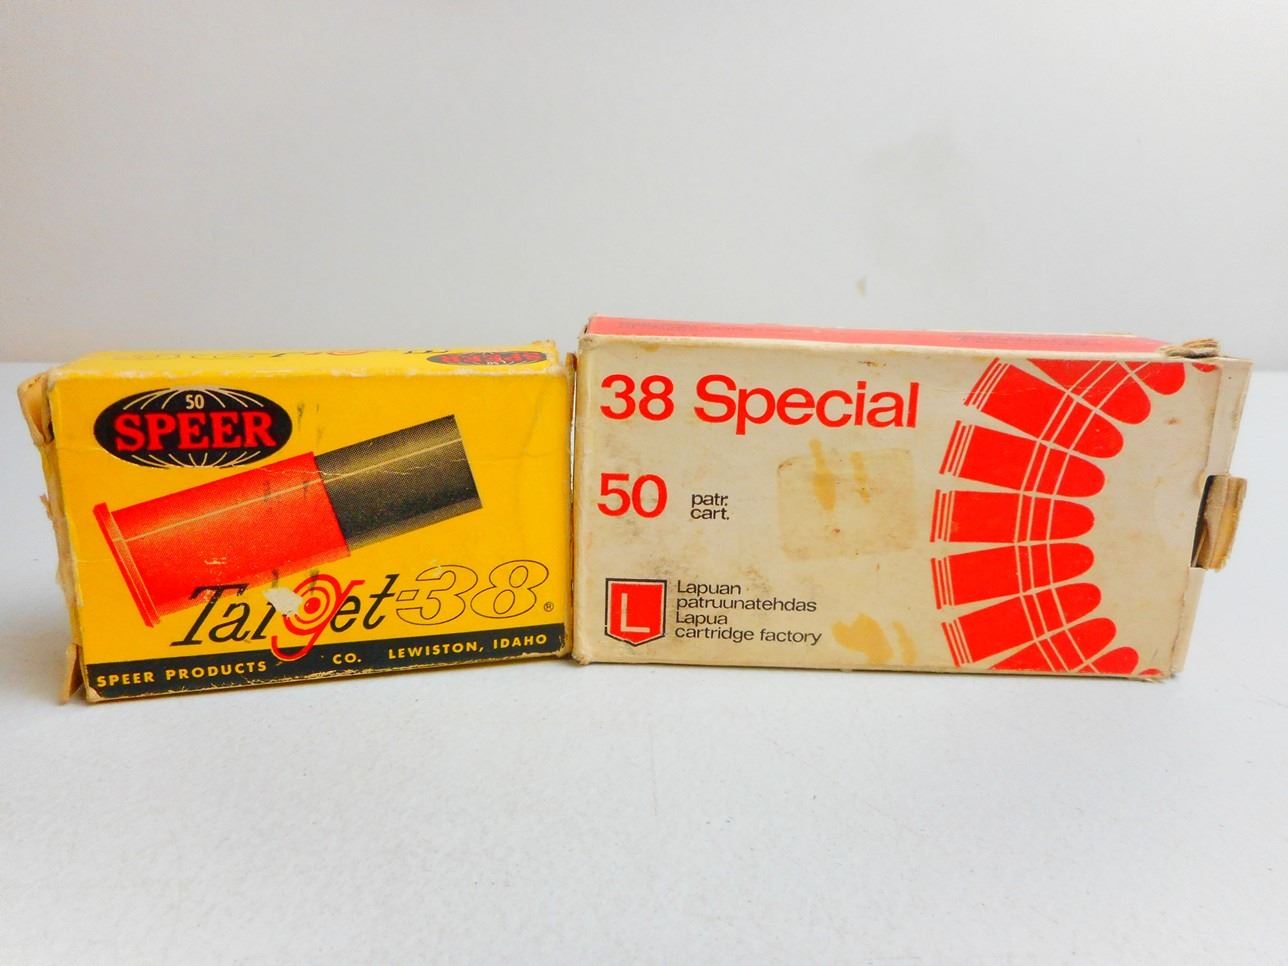 50
SPEER
Target-38®
SPEER PRODUCTS CO. LEWISTON, IDAHO
SPEER
38 Special
50 patr.
cart.
L
Lapuan
patruunatehdas
Lapua
cartridge factory